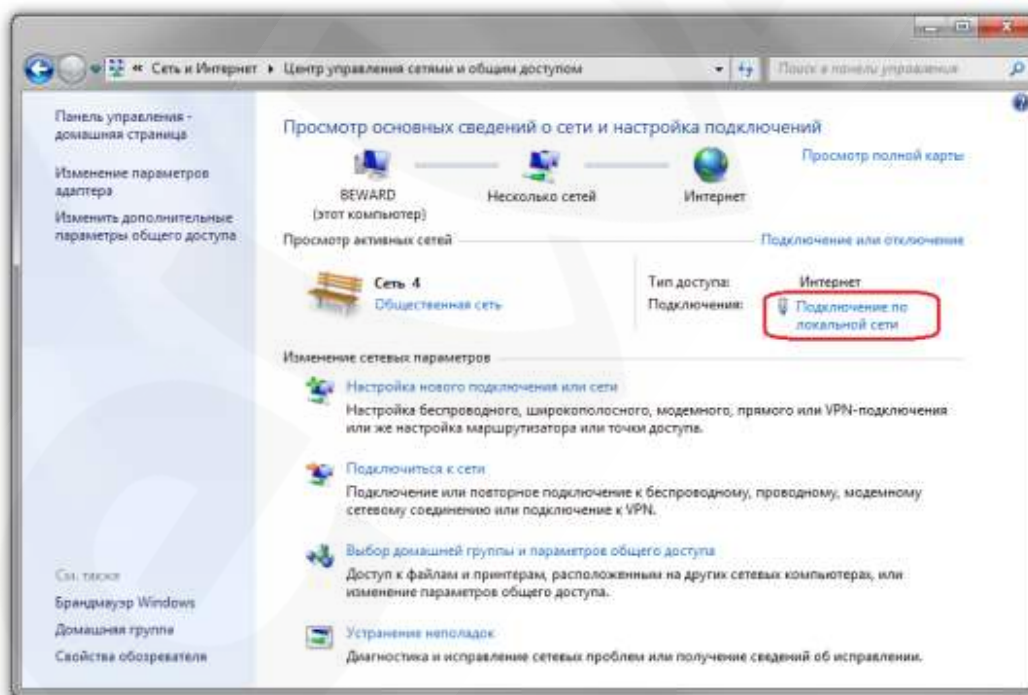 « Сеть и Интернет ▸ Центр управления сетями и общим доступом
Поиск в панели управления
Панель управления -
домашняя страница
Изменение параметров
адаптера
Изменить дополнительные
параметры общего доступа
Просмотр основных сведений о сети и настройка подключений
Просмотр полной карты
BEWARD
(этот компьютер)
Несколько сетей
Интернет
Просмотр активных сетей
Подключение или отключение
Сеть 4
Общественная сеть
Тип доступа: Интернет
Подключения: Подключение по
локальной сети
Изменение сетевых параметров
Настройка нового подключения или сети
Настройка беспроводного, широкополосного, модемного, прямого или VPN-подключения
или же настройка маршрутизатора или точки доступа.
Подключиться к сети
Подключение или повторное подключение к беспроводному, проводному, модемному
сетевому соединению или подключение к VPN.
Выбор домашней группы и параметров общего доступа
Доступ к файлам и принтерам, расположенным на других сетевых компьютерах, или
изменение параметров общего доступа.
Устранение неполадок
Диагностика и исправление сетевых проблем или получение сведений об исправлении.
См. также
Брандмауэр Windows
Домашняя группа
Свойства обозревателя